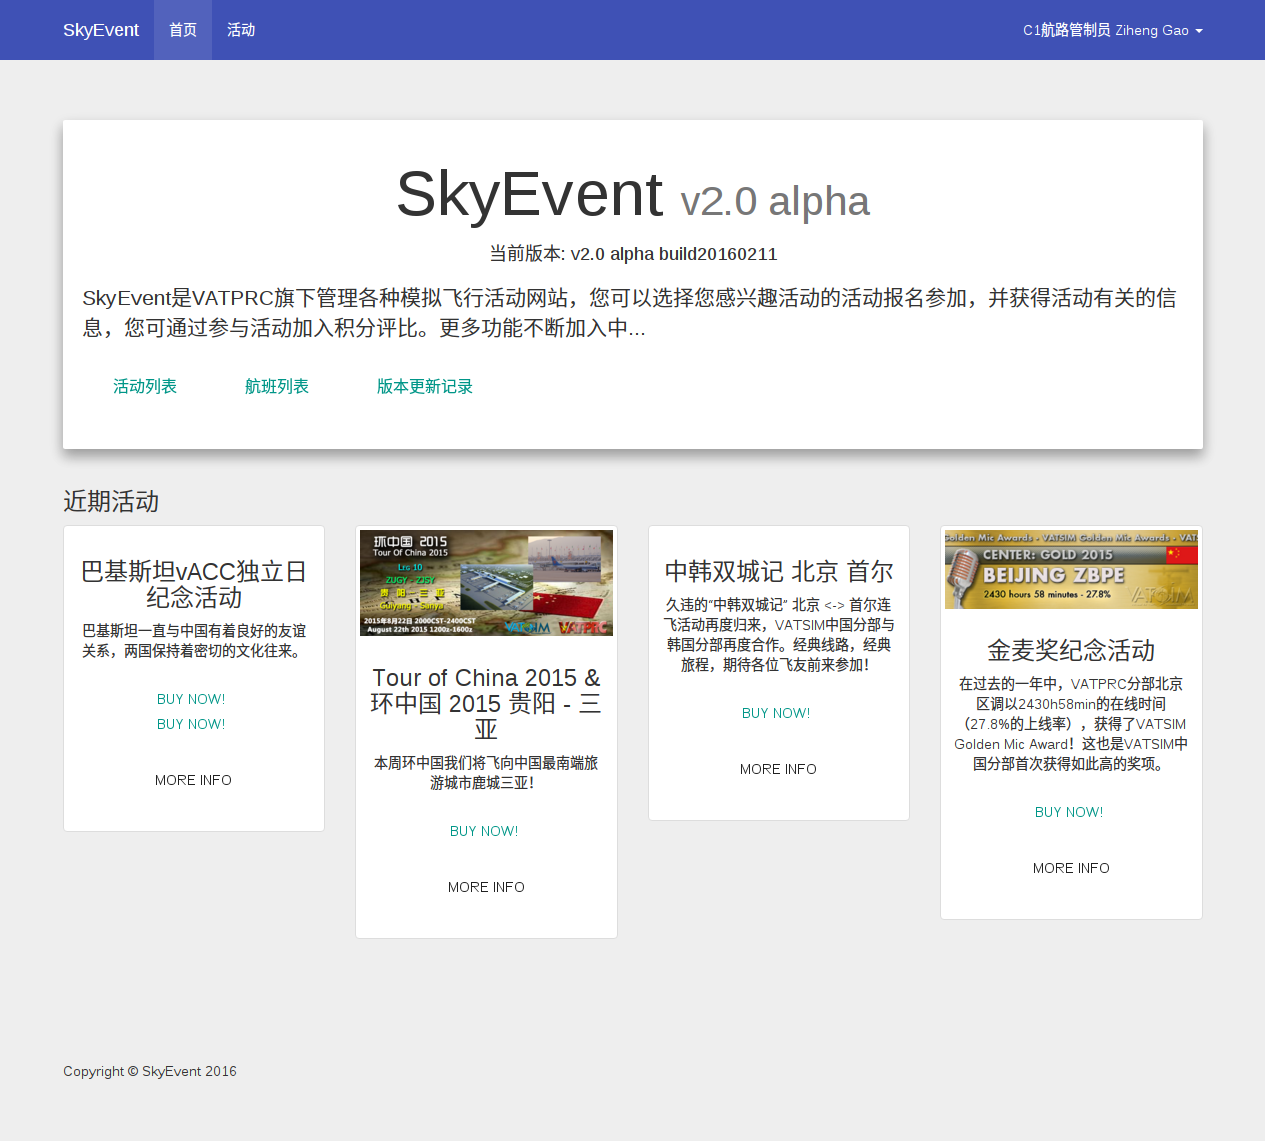 SkyEvent 首页 活动 C1航路管制员 Ziheng Gao
SkyEvent v2.0 alpha
当前版本: v2.0 alpha build20160211
SkyEvent是VATPRC旗下管理各种模拟飞行活动网站，您可以选择您感兴趣活动的活动报名参加，并获得活动有关的信
息，您可通过参与活动加入积分评比。更多功能不断加入中...
活动列表 航班列表 版本更新记录
近期活动
巴基斯坦vACC独立日
纪念活动
巴基斯坦一直与中国有着良好的友谊
关系，两国保持着密切的文化往来。
BUY NOW!
BUY NOW!
MORE INFO
环中国 2015
Tour Of China 2015
Leg 10
ZUGY - ZJSY
贵 阳 — 三 亚
Guiyang - Sanya
2015年8月22日 2000CST-2400CST
August 22th 2015 1200z-1600z
VATSIM VATPRC
Tour of China 2015 &
环中国 2015 贵阳 - 三
亚
本周环中国我们将飞向中国最南端旅
游城市鹿城三亚！
BUY NOW!
MORE INFO
中韩双城记 北京 首尔
久违的“中韩双城记” 北京 <-> 首尔连
飞活动再度归来，VATSIM中国分部与
韩国分部再度合作。经典线路，经典
旅程，期待各位飞友前来参加！
BUY NOW!
MORE INFO
Golden Mic Awards - VATSIM Golden Mic Awards - VATS
CENTER: GOLD 2015
BEIJING ZBPE
2430 hours 58 minutes - 27.8%
VATSIM
金麦奖纪念活动
在过去的一年中，VATPRC分部北京
区调以2430h58min的在线时间
（27.8%的上线率），获得了VATSIM
Golden Mic Award！这也是VATSIM中
国分部首次获得如此高的奖项。
BUY NOW!
MORE INFO
Copyright © SkyEvent 2016